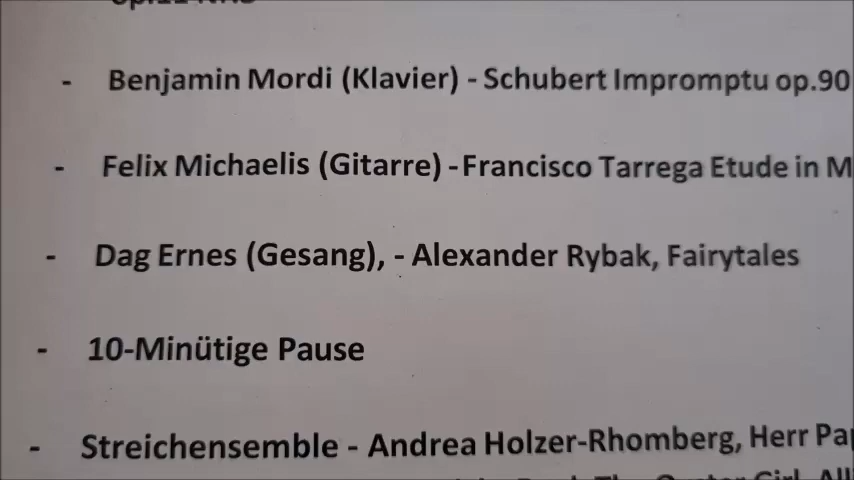 - Benjamin Mordi (Klavier) - Schubert Impromptu op.90
- Felix Michaelis (Gitarre) -Francisco Tarrega Etude in M
- Dag Ernes (Gesang), - Alexander Rybak, Fairytales
- 10-Minütige Pause
- Streichensemble - Andrea Holzer-Rhomberg, Herr Pa